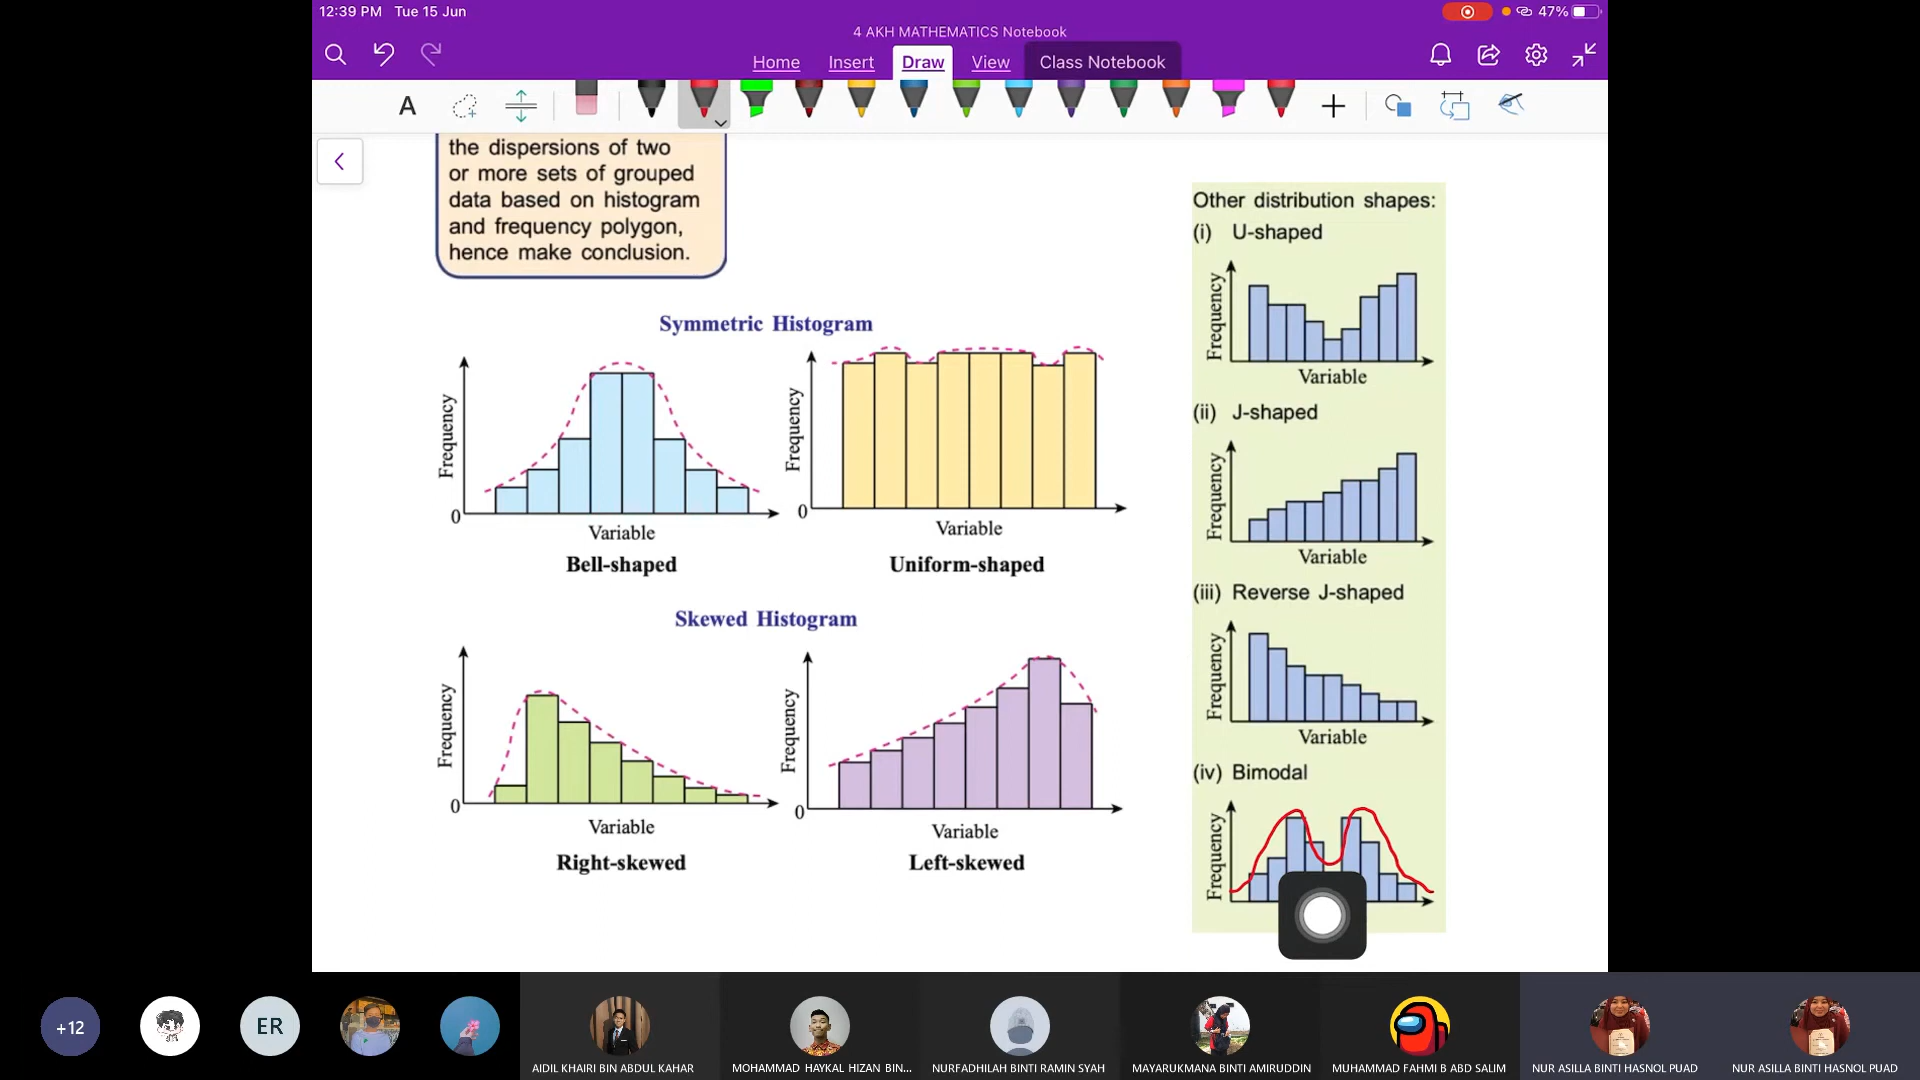 12:39 PM Tue 15 Jun
47%
4 AKH MATHEMATICS Notebook
Home Insert Draw View Class Notebook
A
the dispersions of two
or more sets of grouped
data based on histogram
and frequency polygon,
hence make conclusion.
Symmetric Histogram
Frequency
0
Variable
Bell-shaped
Frequency
0
Variable
Uniform-shaped
Skewed Histogram
Frequency
0
Variable
Right-skewed
Frequency
0
Variable
Left-skewed
Other distribution shapes:
(i) U-shaped
Frequency
Variable
(ii) J-shaped
Frequency
Variable
(iii) Reverse J-shaped
Frequency
Variable
(iv) Bimodal
Frequency
+12
ER
AIDIL KHAIRI BIN ABDUL KAHAR
MOHAMMAD HAYKAL HIZAN BIN...
NURFADHILAH BINTI RAMIN SYAH
MAYARUKMANA BINTI AMIRUDDIN
MUHAMMAD FAHMI B ABD SALIM
NUR ASILLA BINTI HASNOL PUAD
NUR ASILLA BINTI HASNOL PUAD